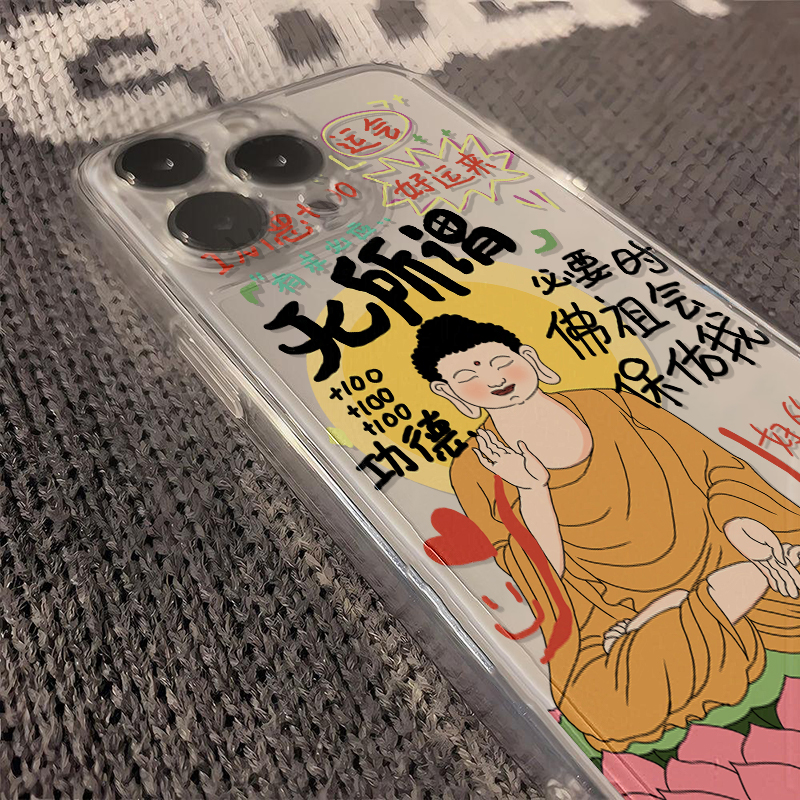 运气
好运来
无所谓
必要时
佛祖会
保佑我
+100
+100
+100
功德